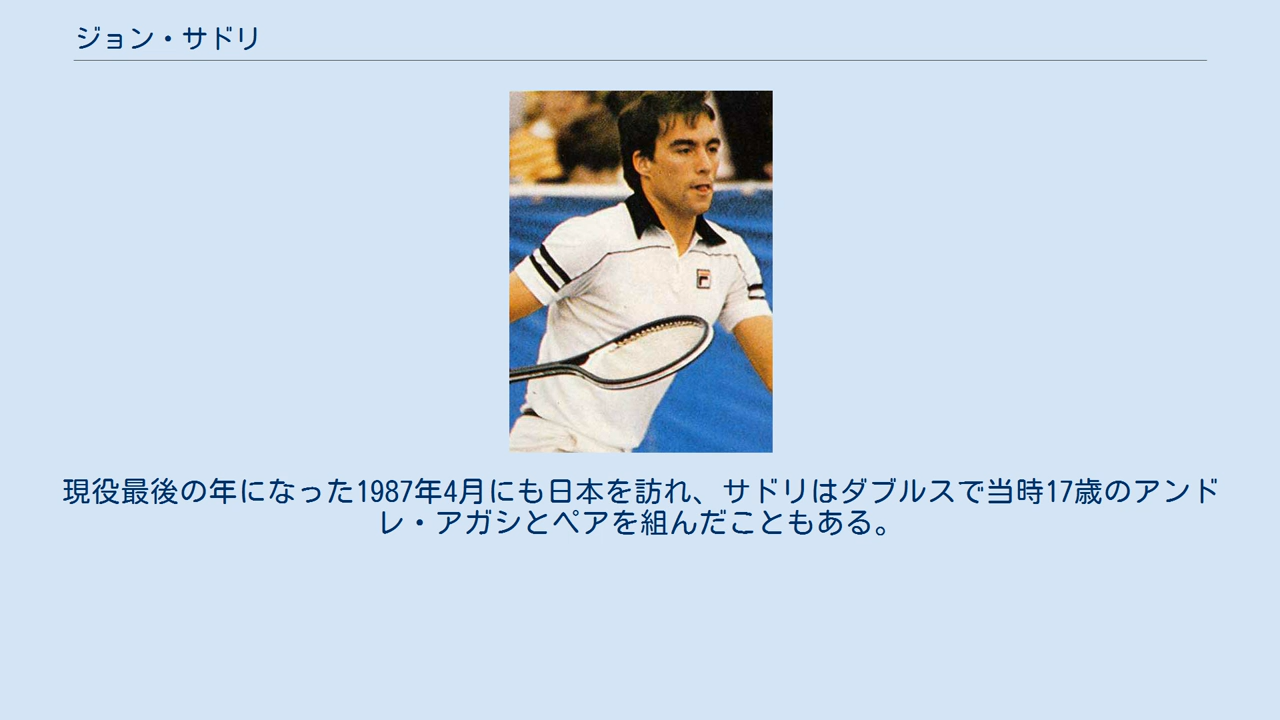 ジョン・サドリ
現役最後の年になった1987年4月にも日本を訪れ、サドリはダブルスで当時17歳のアンド
レ・アガシとペアを組んだこともある。